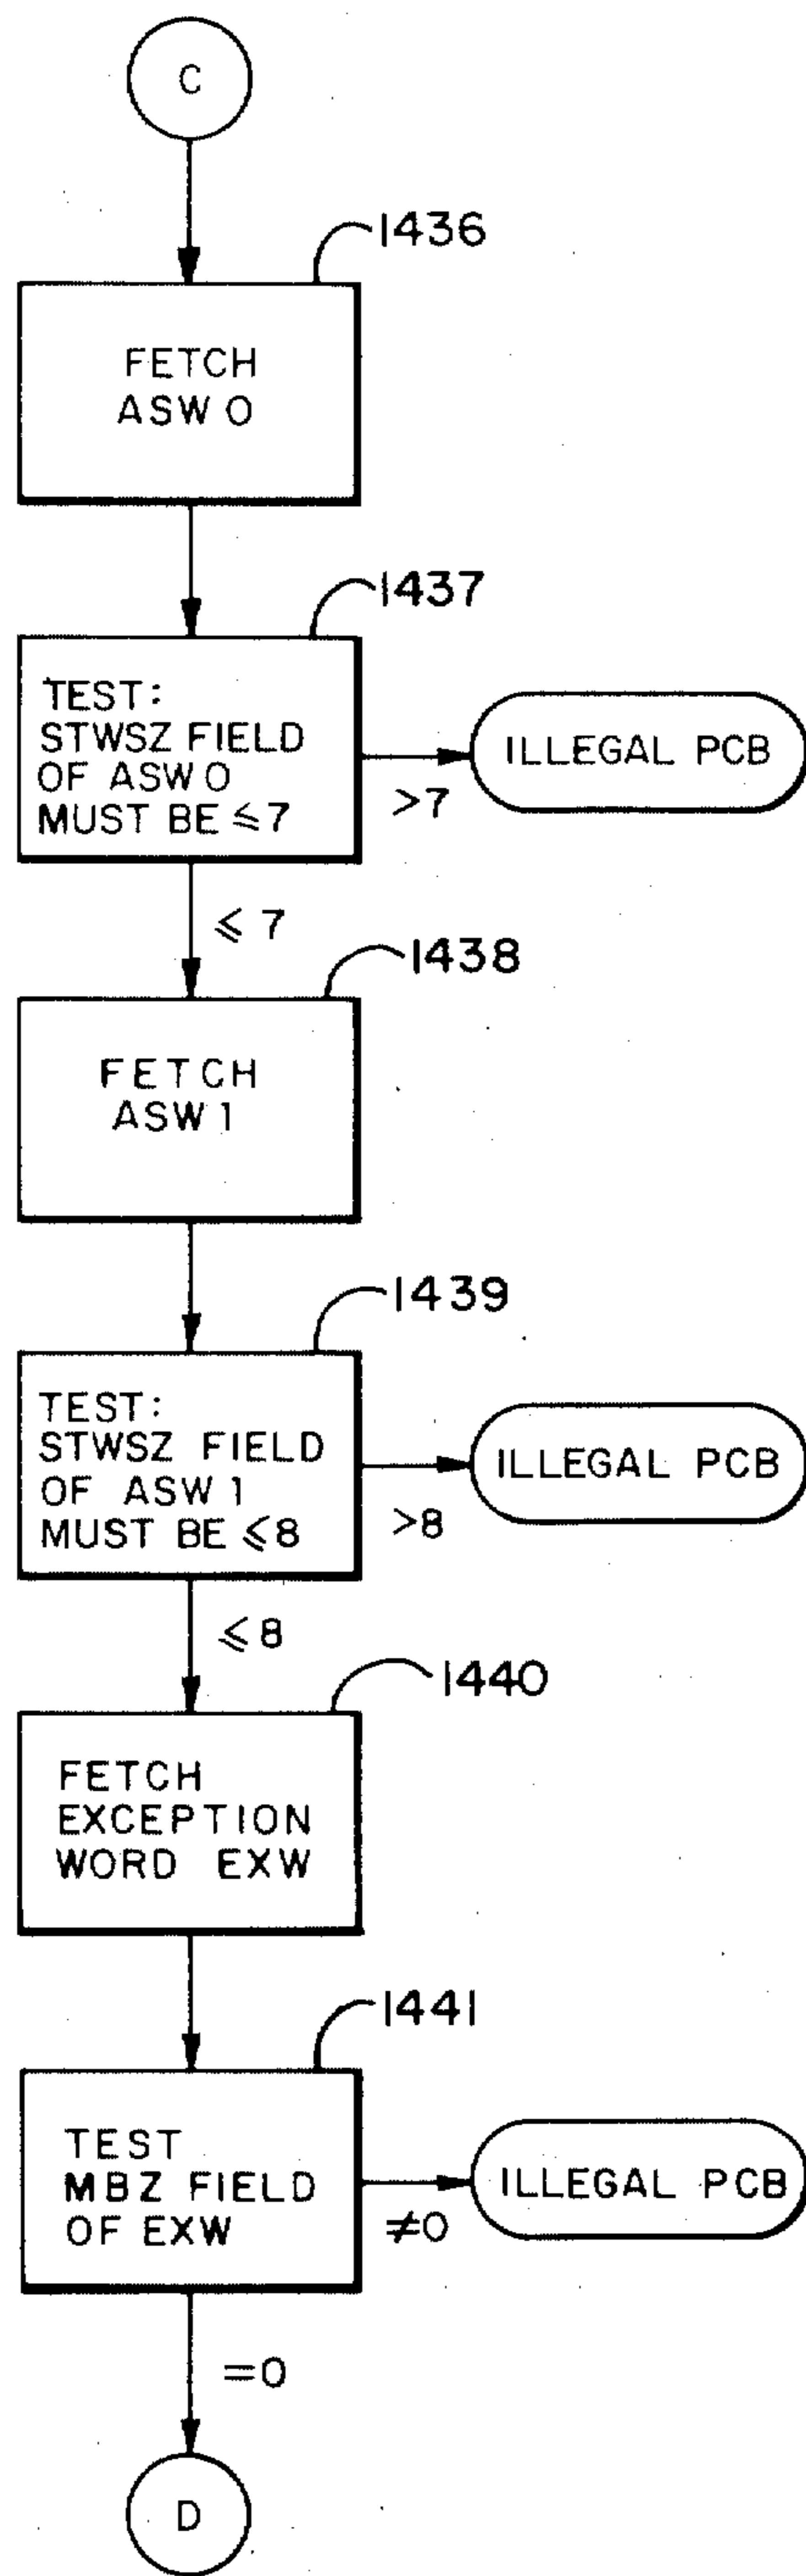 C
1436
FETCH
ASW 0
1437
TEST:
STWSZ FIELD
OF ASW 0
MUST BE ⩽7
ILLEGAL PCB
>7
⩽ 7
1438
FETCH
ASW 1
1439
TEST:
STWSZ FIELD
OF ASW 1
MUST BE ⩽8
ILLEGAL PCB
>8
⩽8
1440
FETCH
EXCEPTION
WORD EXW
1441
TEST
MBZ FIELD
OF EXW
ILLEGAL PCB
≠0
=0
D